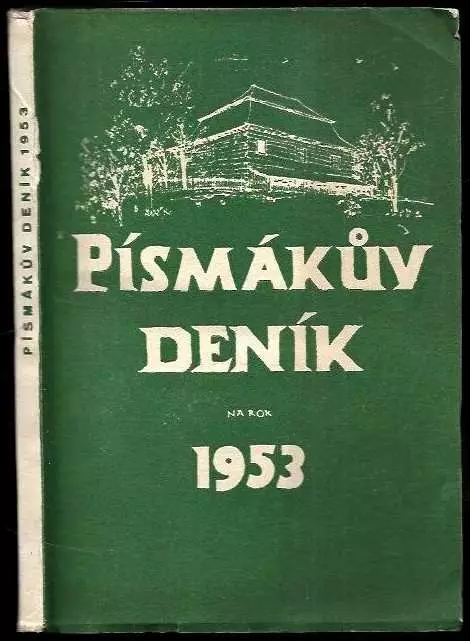 PÍSMÁKŮV DENÍK 1953
PÍSMÁKŮV
DENÍK
NA ROK
1953